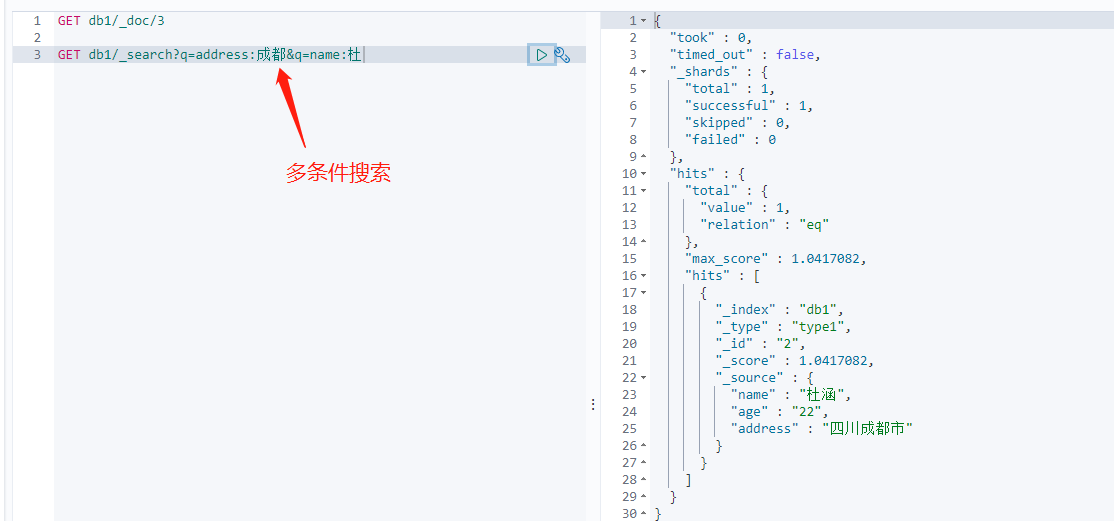 1 GET db1/_doc/3
2
3 GET db1/_search?q=address:成都&q=name:杜
多条件搜索
1 {
2 "took" : 0,
3 "timed_out" : false,
4 "_shards" : {
5 "total" : 1,
6 "successful" : 1,
7 "skipped" : 0,
8 "failed" : 0
9 },
10 "hits" : {
11 "total" : {
12 "value" : 1,
13 "relation" : "eq"
14 },
15 "max_score" : 1.0417082,
16 "hits" : [
17 {
18 "_index" : "db1",
19 "_type" : "type1",
20 "_id" : "2",
21 "_score" : 1.0417082,
22 "_source" : {
23 "name" : "杜涵",
24 "age" : "22",
25 "address" : "四川成都市"
26 }
27 }
28 ]
29 }
30 }